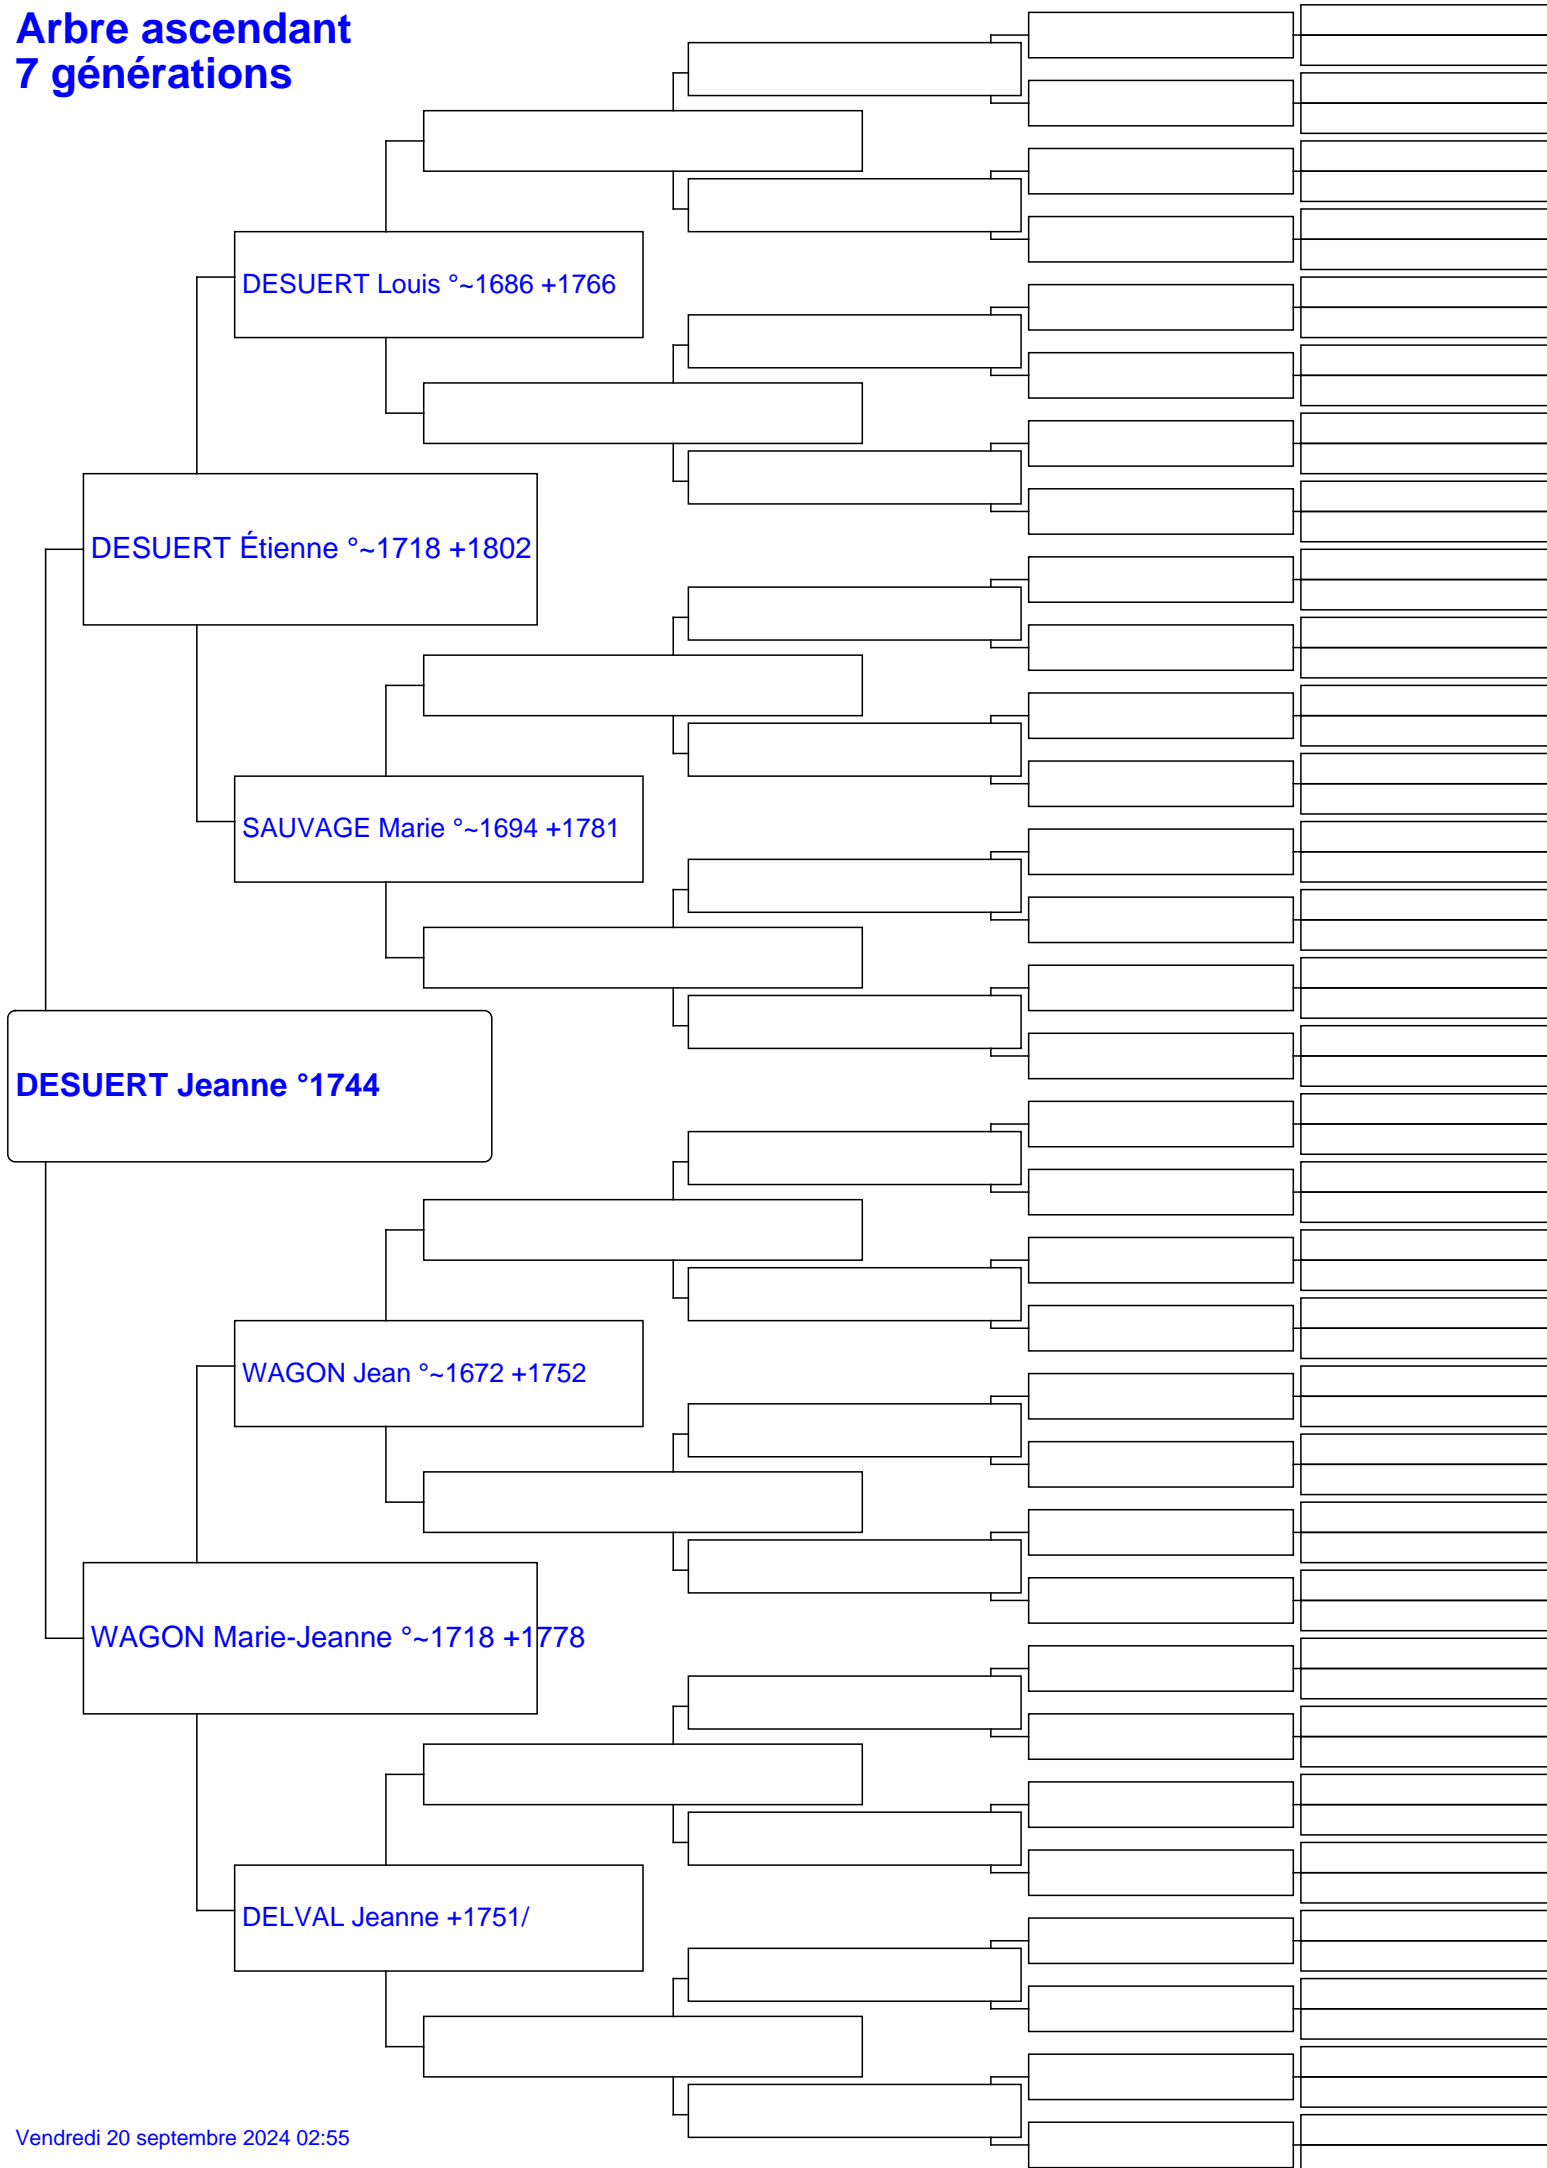 Arbre ascendant
7 générations
DESUERT Louis °~1686 +1766
DESUERT Étienne °~1718 +1802
SAUVAGE Marie °~1694 +1781
DESUERT Jeanne °1744
WAGON Jean °~1672 +1752
WAGON Marie-Jeanne °~1718 +1778
DELVAL Jeanne +1751/
Vendredi 20 septembre 2024 02:55